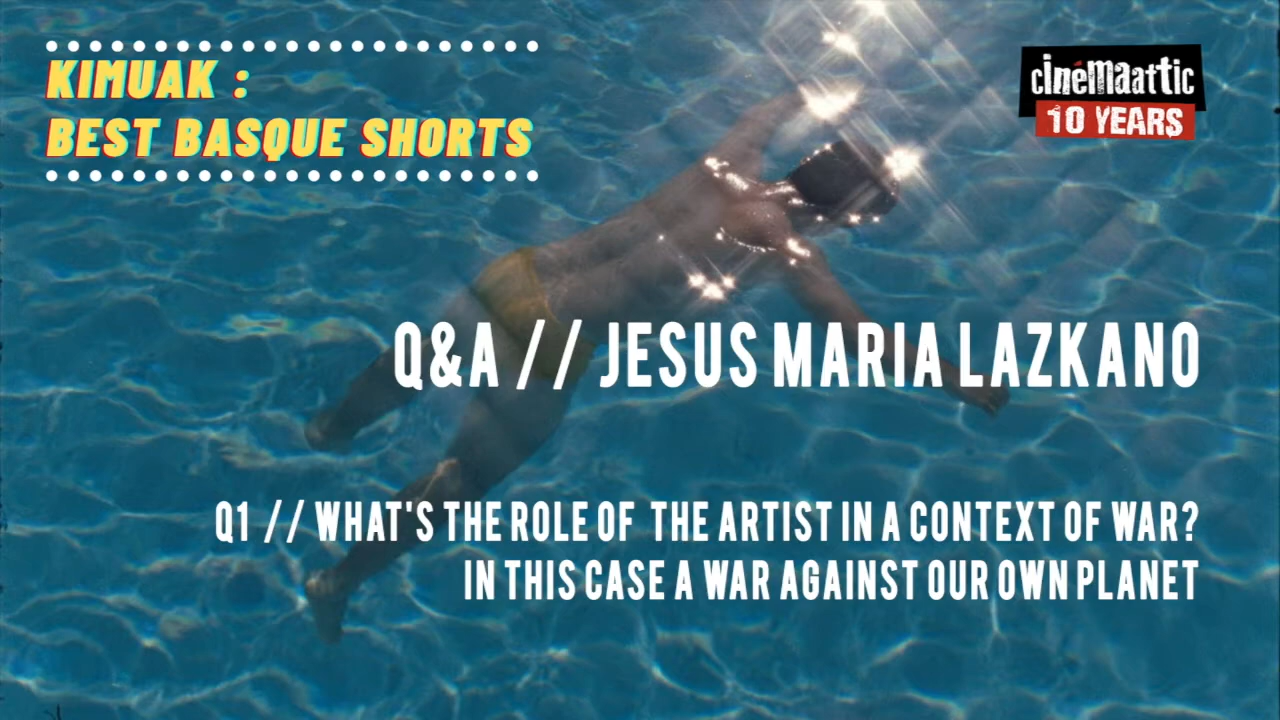 KIMUAK :
BEST BASQUE SHORTS
cinémaattic
10 YEARS
Q&A // JESUS MARIA LAZKANO
Q1 // WHAT'S THE ROLE OF THE ARTIST IN A CONTEXT OF WAR?
IN THIS CASE A WAR AGAINST OUR OWN PLANET